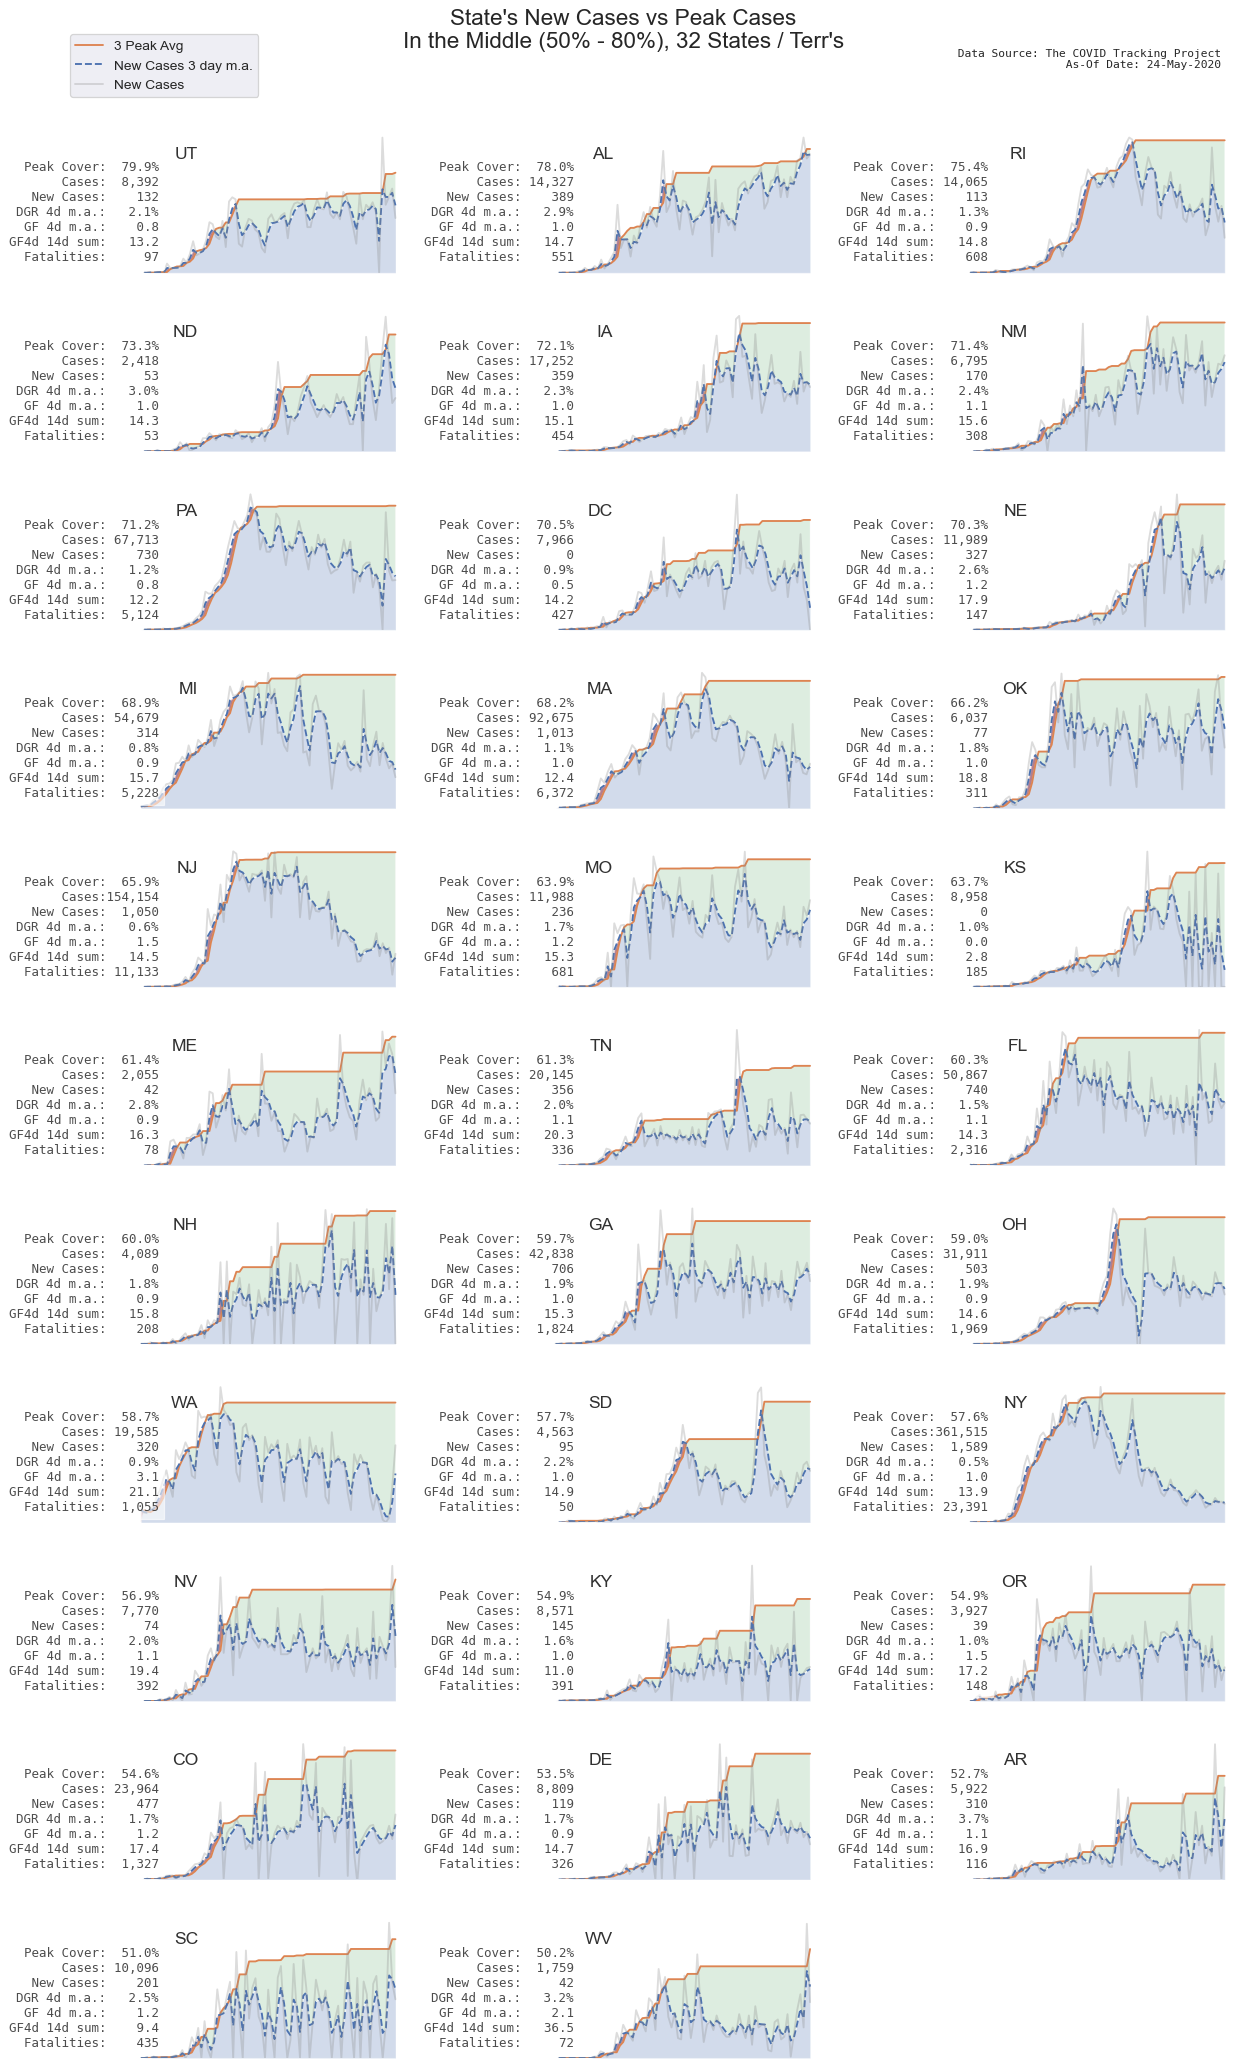 State's New Cases vs Peak Cases
In the Middle (50% - 80%), 32 States / Terr's
3 Peak Avg
New Cases 3 day m.a.
New Cases
Data Source: The COVID Tracking Project
As-Of Date: 24-May-2020
UT
Peak Cover: 79.9%
Cases: 8,392
New Cases: 132
DGR 4d m.a.: 2.1%
GF 4d m.a.: 0.8
GF4d 14d sum: 13.2
Fatalities: 97
AL
Peak Cover: 78.0%
Cases: 14,327
New Cases: 389
DGR 4d m.a.: 2.9%
GF 4d m.a.: 1.0
GF4d 14d sum: 14.7
Fatalities: 551
RI
Peak Cover: 75.4%
Cases: 14,065
New Cases: 113
DGR 4d m.a.: 1.3%
GF 4d m.a.: 0.9
GF4d 14d sum: 14.8
Fatalities: 608
ND
Peak Cover: 73.3%
Cases: 2,418
New Cases: 53
DGR 4d m.a.: 3.0%
GF 4d m.a.: 1.0
GF4d 14d sum: 14.3
Fatalities: 53
IA
Peak Cover: 72.1%
Cases: 17,252
New Cases: 359
DGR 4d m.a.: 2.3%
GF 4d m.a.: 1.0
GF4d 14d sum: 15.1
Fatalities: 454
NM
Peak Cover: 71.4%
Cases: 6,795
New Cases: 170
DGR 4d m.a.: 2.4%
GF 4d m.a.: 1.1
GF4d 14d sum: 15.6
Fatalities: 308
PA
Peak Cover: 71.2%
Cases: 67,713
New Cases: 730
DGR 4d m.a.: 1.2%
GF 4d m.a.: 0.8
GF4d 14d sum: 12.2
Fatalities: 5,124
DC
Peak Cover: 70.5%
Cases: 7,966
New Cases: 0
DGR 4d m.a.: 0.9%
GF 4d m.a.: 0.5
GF4d 14d sum: 14.2
Fatalities: 427
NE
Peak Cover: 70.3%
Cases: 11,989
New Cases: 327
DGR 4d m.a.: 2.6%
GF 4d m.a.: 1.2
GF4d 14d sum: 17.9
Fatalities: 147
MI
Peak Cover: 68.9%
Cases: 54,679
New Cases: 314
DGR 4d m.a.: 0.8%
GF 4d m.a.: 0.9
GF4d 14d sum: 15.7
Fatalities: 5,228
MA
Peak Cover: 68.2%
Cases: 92,675
New Cases: 1,013
DGR 4d m.a.: 1.1%
GF 4d m.a.: 1.0
GF4d 14d sum: 12.4
Fatalities: 6,372
OK
Peak Cover: 66.2%
Cases: 6,037
New Cases: 77
DGR 4d m.a.: 1.8%
GF 4d m.a.: 1.0
GF4d 14d sum: 18.8
Fatalities: 311
NJ
Peak Cover: 65.9%
Cases:154,154
New Cases: 1,050
DGR 4d m.a.: 0.6%
GF 4d m.a.: 1.5
GF4d 14d sum: 14.5
Fatalities: 11,133
MO
Peak Cover: 63.9%
Cases: 11,988
New Cases: 236
DGR 4d m.a.: 1.7%
GF 4d m.a.: 1.2
GF4d 14d sum: 15.3
Fatalities: 681
KS
Peak Cover: 63.7%
Cases: 8,958
New Cases: 0
DGR 4d m.a.: 1.0%
GF 4d m.a.: 0.0
GF4d 14d sum: 2.8
Fatalities: 185
ME
Peak Cover: 61.4%
Cases: 2,055
New Cases: 42
DGR 4d m.a.: 2.8%
GF 4d m.a.: 0.9
GF4d 14d sum: 16.3
Fatalities: 78
TN
Peak Cover: 61.3%
Cases: 20,145
New Cases: 356
DGR 4d m.a.: 2.0%
GF 4d m.a.: 1.1
GF4d 14d sum: 20.3
Fatalities: 336
FL
Peak Cover: 60.3%
Cases: 50,867
New Cases: 740
DGR 4d m.a.: 1.5%
GF 4d m.a.: 1.1
GF4d 14d sum: 14.3
Fatalities: 2,316
NH
Peak Cover: 60.0%
Cases: 4,089
New Cases: 0
DGR 4d m.a.: 1.8%
GF 4d m.a.: 0.9
GF4d 14d sum: 15.8
Fatalities: 208
GA
Peak Cover: 59.7%
Cases: 42,838
New Cases: 706
DGR 4d m.a.: 1.9%
GF 4d m.a.: 1.0
GF4d 14d sum: 15.3
Fatalities: 1,824
OH
Peak Cover: 59.0%
Cases: 31,911
New Cases: 503
DGR 4d m.a.: 1.9%
GF 4d m.a.: 0.9
GF4d 14d sum: 14.6
Fatalities: 1,969
WA
Peak Cover: 58.7%
Cases: 19,585
New Cases: 320
DGR 4d m.a.: 0.9%
GF 4d m.a.: 3.1
GF4d 14d sum: 21.1
Fatalities: 1,055
SD
Peak Cover: 57.7%
Cases: 4,563
New Cases: 95
DGR 4d m.a.: 2.2%
GF 4d m.a.: 1.0
GF4d 14d sum: 14.9
Fatalities: 50
NY
Peak Cover: 57.6%
Cases:361,515
New Cases: 1,589
DGR 4d m.a.: 0.5%
GF 4d m.a.: 1.0
GF4d 14d sum: 13.9
Fatalities: 23,391
NV
Peak Cover: 56.9%
Cases: 7,770
New Cases: 74
DGR 4d m.a.: 2.0%
GF 4d m.a.: 1.1
GF4d 14d sum: 19.4
Fatalities: 392
KY
Peak Cover: 54.9%
Cases: 8,571
New Cases: 145
DGR 4d m.a.: 1.6%
GF 4d m.a.: 1.0
GF4d 14d sum: 11.0
Fatalities: 391
OR
Peak Cover: 54.9%
Cases: 3,927
New Cases: 39
DGR 4d m.a.: 1.0%
GF 4d m.a.: 1.5
GF4d 14d sum: 17.2
Fatalities: 148
CO
Peak Cover: 54.6%
Cases: 23,964
New Cases: 477
DGR 4d m.a.: 1.7%
GF 4d m.a.: 1.2
GF4d 14d sum: 17.4
Fatalities: 1,327
DE
Peak Cover: 53.5%
Cases: 8,809
New Cases: 119
DGR 4d m.a.: 1.7%
GF 4d m.a.: 0.9
GF4d 14d sum: 14.7
Fatalities: 326
AR
Peak Cover: 52.7%
Cases: 5,922
New Cases: 310
DGR 4d m.a.: 3.7%
GF 4d m.a.: 1.1
GF4d 14d sum: 16.9
Fatalities: 116
SC
Peak Cover: 51.0%
Cases: 10,096
New Cases: 201
DGR 4d m.a.: 2.5%
GF 4d m.a.: 1.2
GF4d 14d sum: 9.4
Fatalities: 435
WV
Peak Cover: 50.2%
Cases: 1,759
New Cases: 42
DGR 4d m.a.: 3.2%
GF 4d m.a.: 2.1
GF4d 14d sum: 36.5
Fatalities: 72